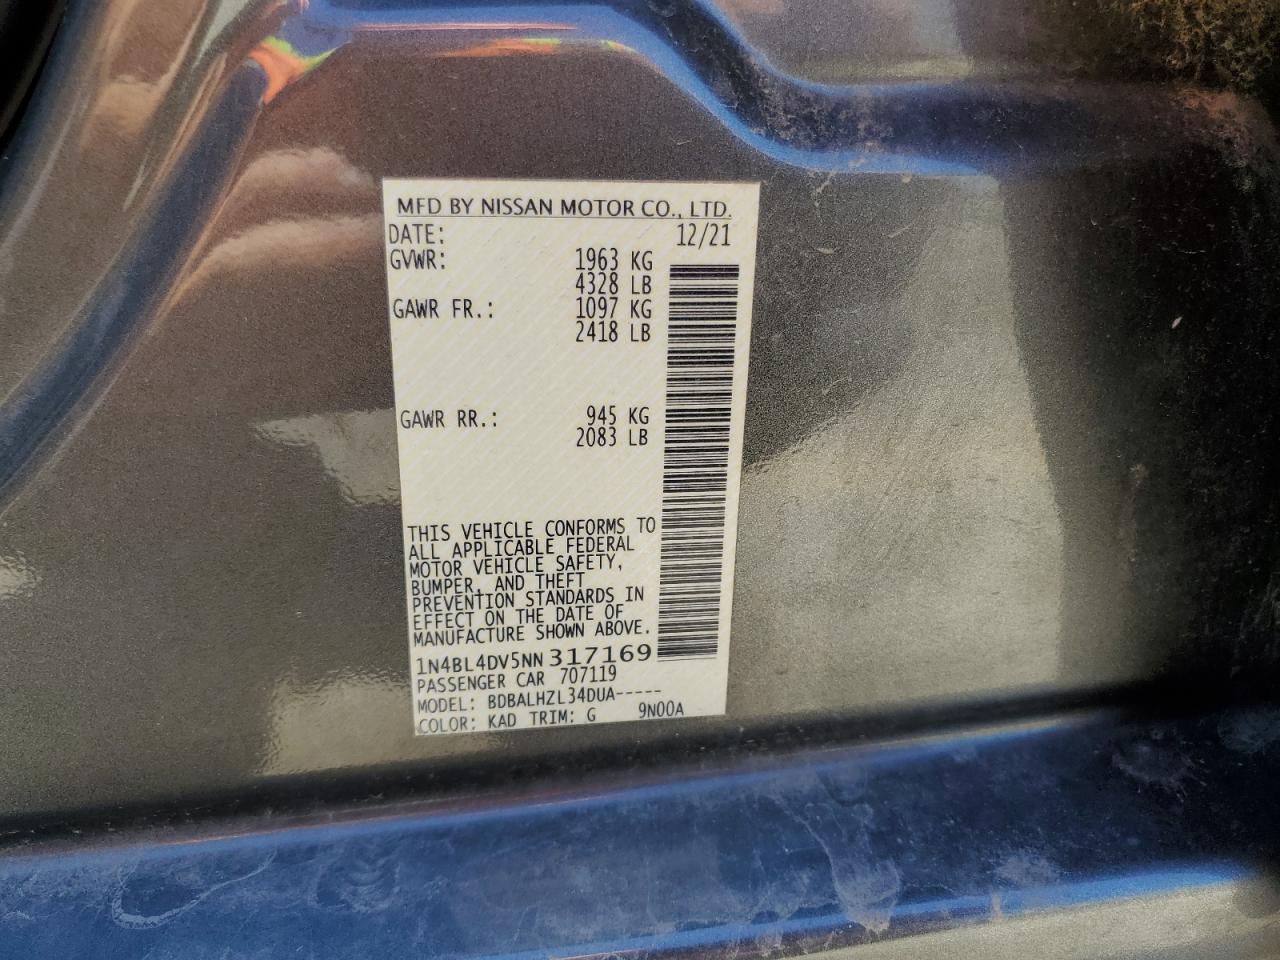 MFD BY NISSAN MOTOR CO., LTD.
DATE: 12/21
GVWR: 1963 KG
4328 LB
GAWR FR.: 1097 KG
2418 LB
GAWR RR.: 945 KG
2083 LB
THIS VEHICLE CONFORMS TO
ALL APPLICABLE FEDERAL
MOTOR VEHICLE SAFETY,
BUMPER, AND THEFT
PREVENTION STANDARDS IN
EFFECT ON THE DATE OF
MANUFACTURE SHOWN ABOVE.
1N4BL4DV5NN317169
PASSENGER CAR 707119
MODEL: BDBALHZL34DUA-----
COLOR: KAD TRIM: G 9N00A